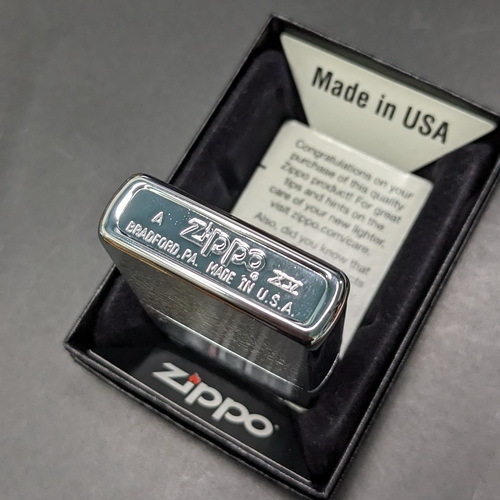 Made in USA
Congratulations on your
purchase of this quality
Zippo product! For great
tips and hints on the
care of your new lighter,
visit zippo.com/care.
Also, did you know that
A Zippo XV
BRADFORD, PA. MADE IN U.S.A.
zippo